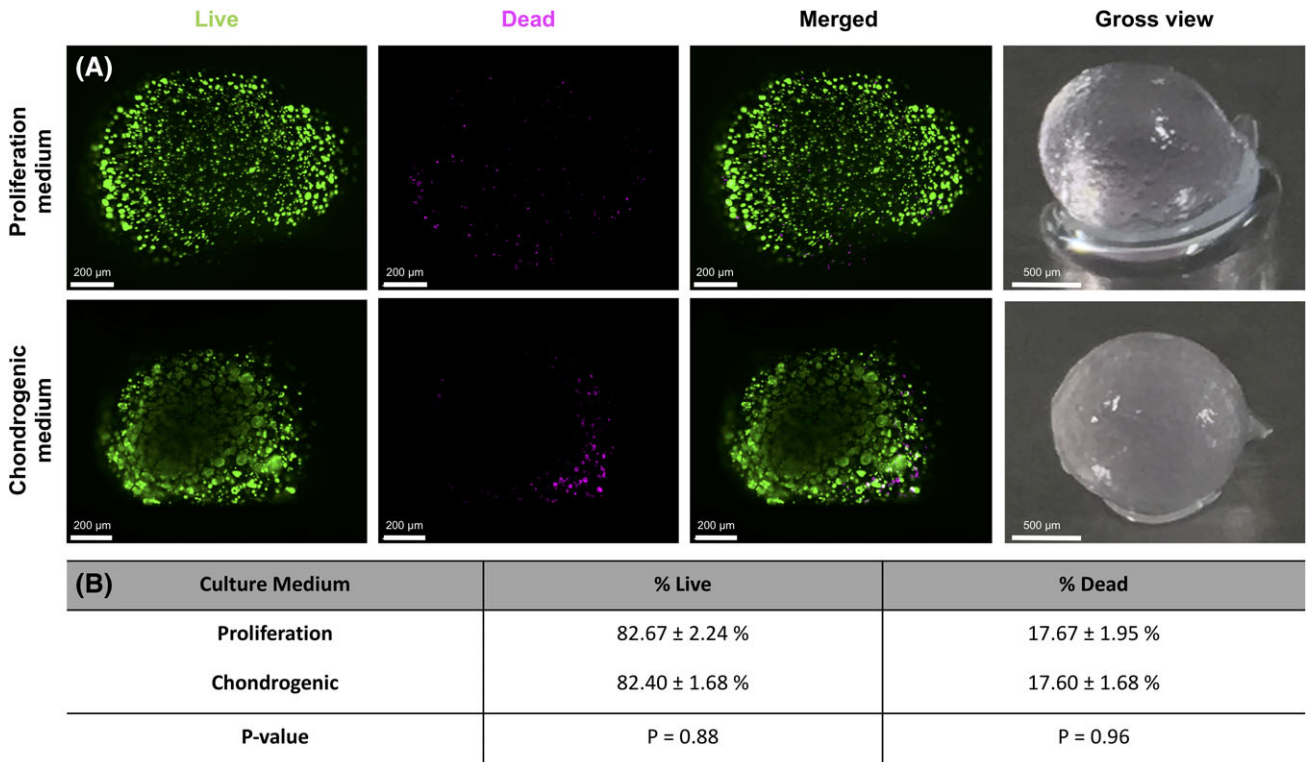 Live Dead Merged Gross view
(A)
Proliferation
medium
200 µm 200 µm 200 µm 500 µm
Chondrogenic
medium
200 µm 200 µm 200 µm 500 µm
(B) Culture Medium % Live % Dead
Proliferation 82.67 ± 2.24 % 17.67 ± 1.95 %
Chondrogenic 82.40 ± 1.68 % 17.60 ± 1.68 %
P-value P = 0.88 P = 0.96